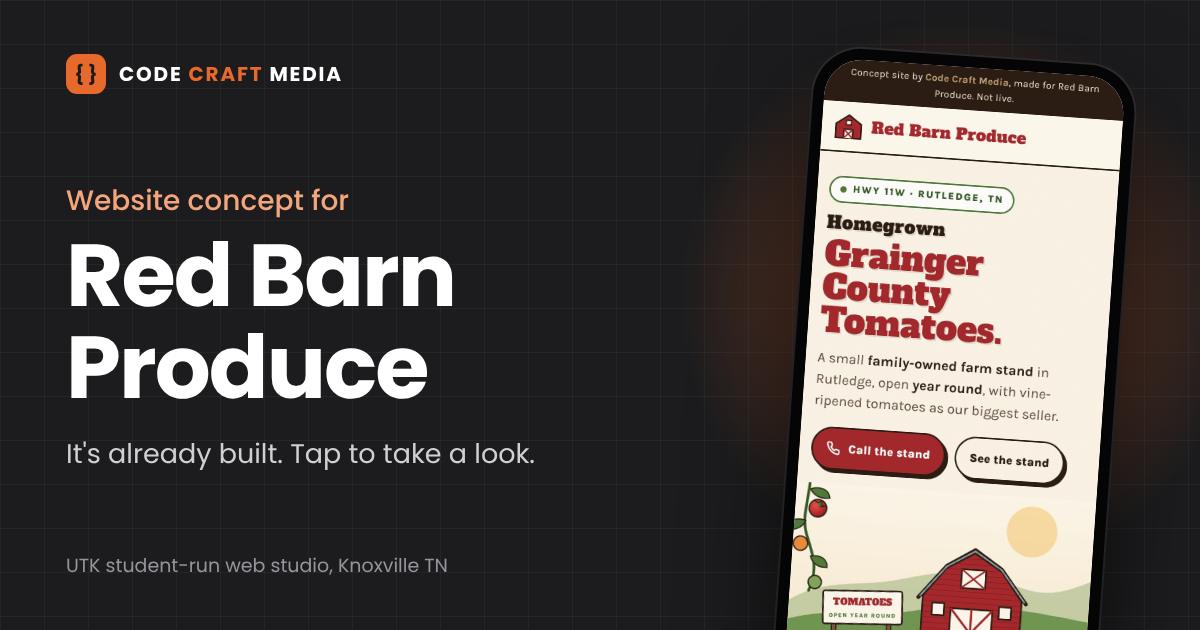 { } CODE CRAFT MEDIA
Website concept for
Red Barn
Produce
It's already built. Tap to take a look.
UTK student-run web studio, Knoxville TN
Concept site by Code Craft Media, made for Red Barn
Produce. Not live.
Red Barn Produce
HWY 11W · RUTLEDGE, TN
Homegrown
Grainger
County
Tomatoes.
A small family-owned farm stand in
Rutledge, open year round, with vine-
ripened tomatoes as our biggest seller.
Call the stand
See the stand
TOMATOES
OPEN YEAR ROUND